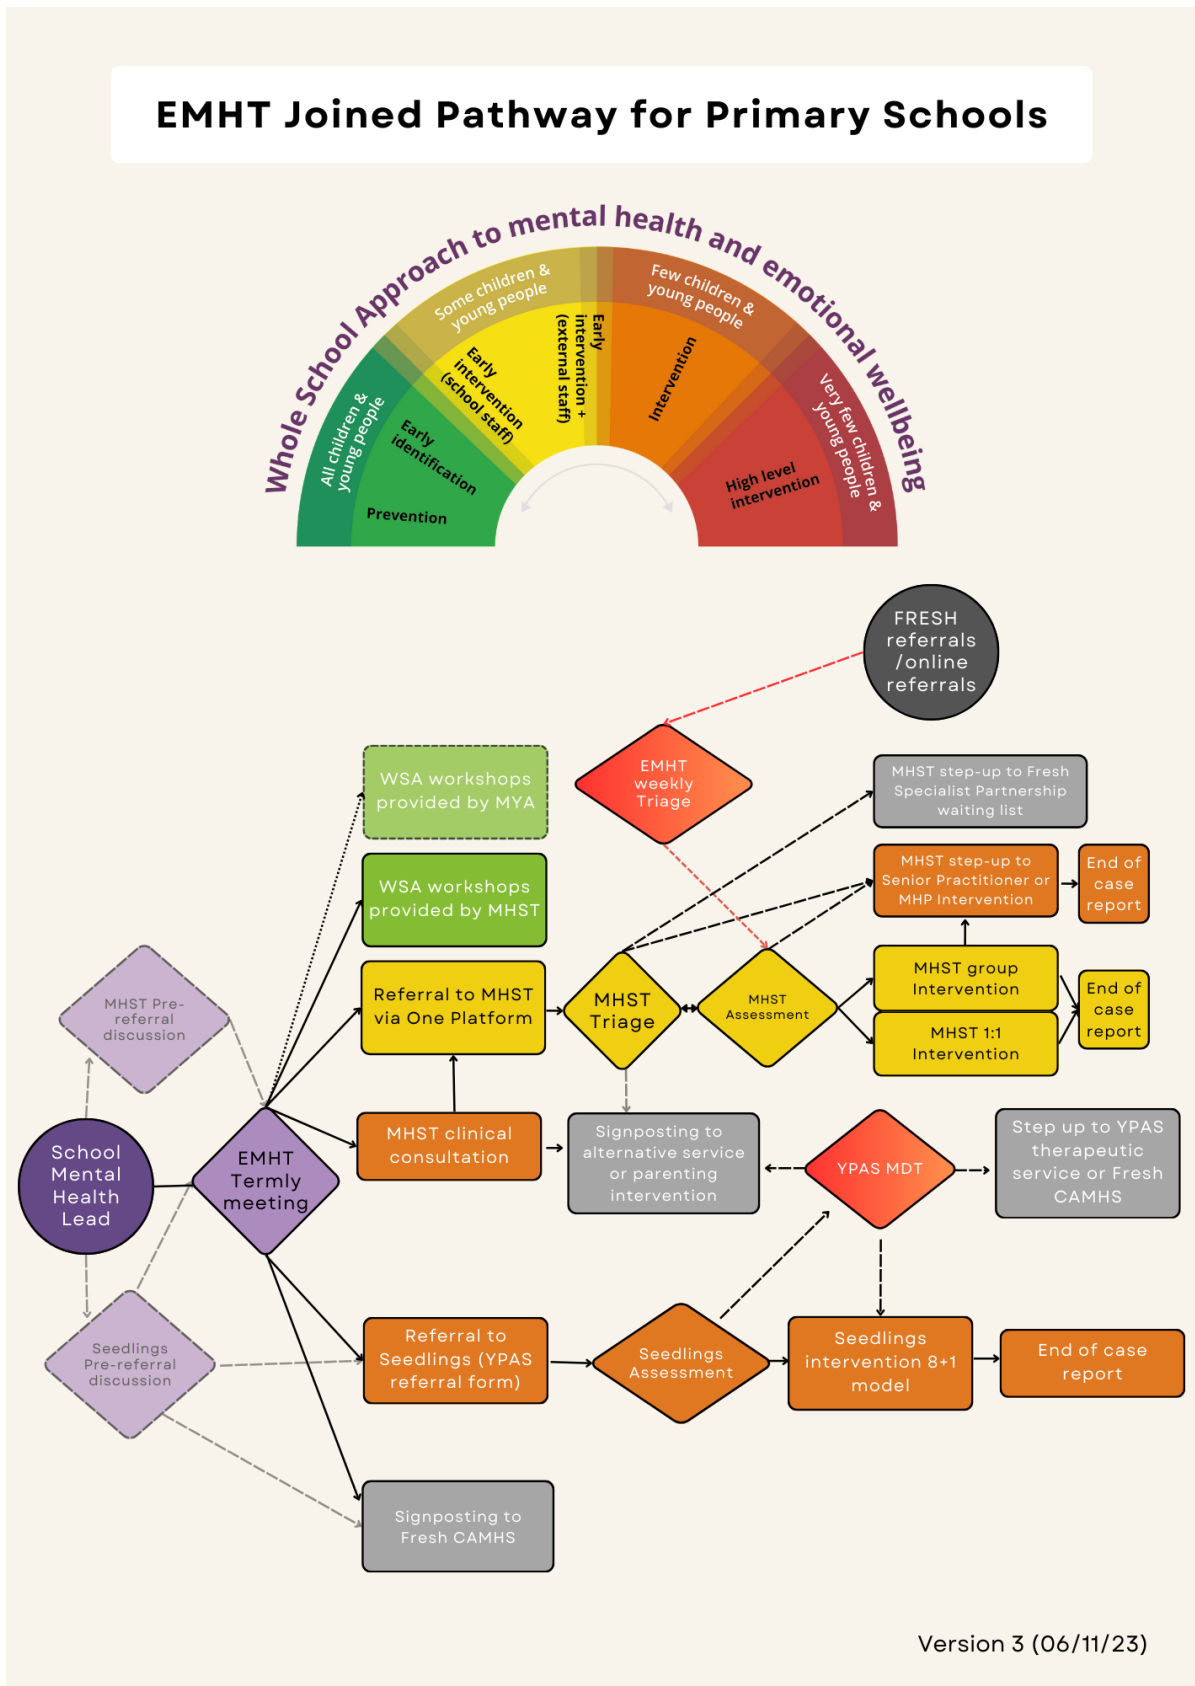 EMHT Joined Pathway for Primary Schools
Whole School Approach to mental health and emotional wellbeing
All children &
young people
Some children &
young people
Few children &
young people
Very few children &
young people
Prevention
Early
identification
Early
intervention
(school staff)
Early
intervention +
(external staff)
Intervention
High level
intervention
FRESH
referrals
/online
referrals
EMHT
weekly
Triage
WSA workshops
provided by MYA
MHST step-up to Fresh
Specialist Partnership
waiting list
WSA workshops
provided by MHST
MHST step-up to
Senior Practitioner or
MHP Intervention
End of
case
report
MHST Pre-
referral
discussion
Referral to MHST
via One Platform
MHST
Triage
MHST
Assessment
MHST group
Intervention
MHST 1:1
Intervention
End of
case
report
School
Mental
Health
Lead
EMHT
Termly
meeting
MHST clinical
consultation
Signposting to
alternative service
or parenting
intervention
YPAS MDT
Step up to YPAS
therapeutic
service or Fresh
CAMHS
Seedlings
Pre-referral
discussion
Referral to
Seedlings (YPAS
referral form)
Seedlings
Assessment
Seedlings
intervention 8+1
model
End of case
report
Signposting to
Fresh CAMHS
Version 3 (06/11/23)